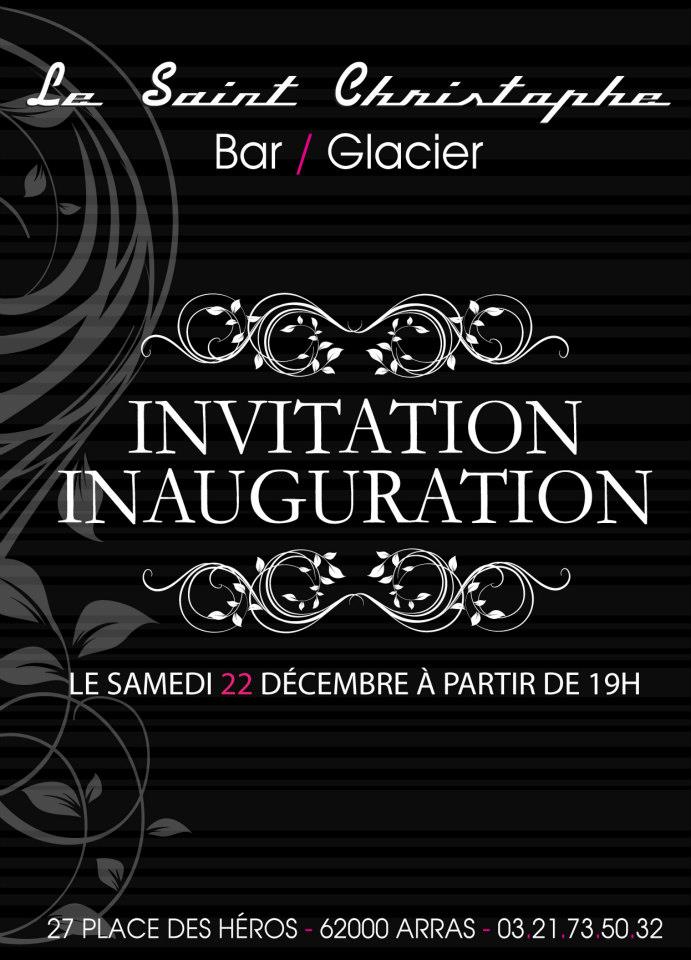 Le Saint Christophe
Bar / Glacier
INVITATION
INAUGURATION
LE SAMEDI 22 DÉCEMBRE À PARTIR DE 19H
27 PLACE DES HÉROS - 62000 ARRAS - 03.21.73.50.32